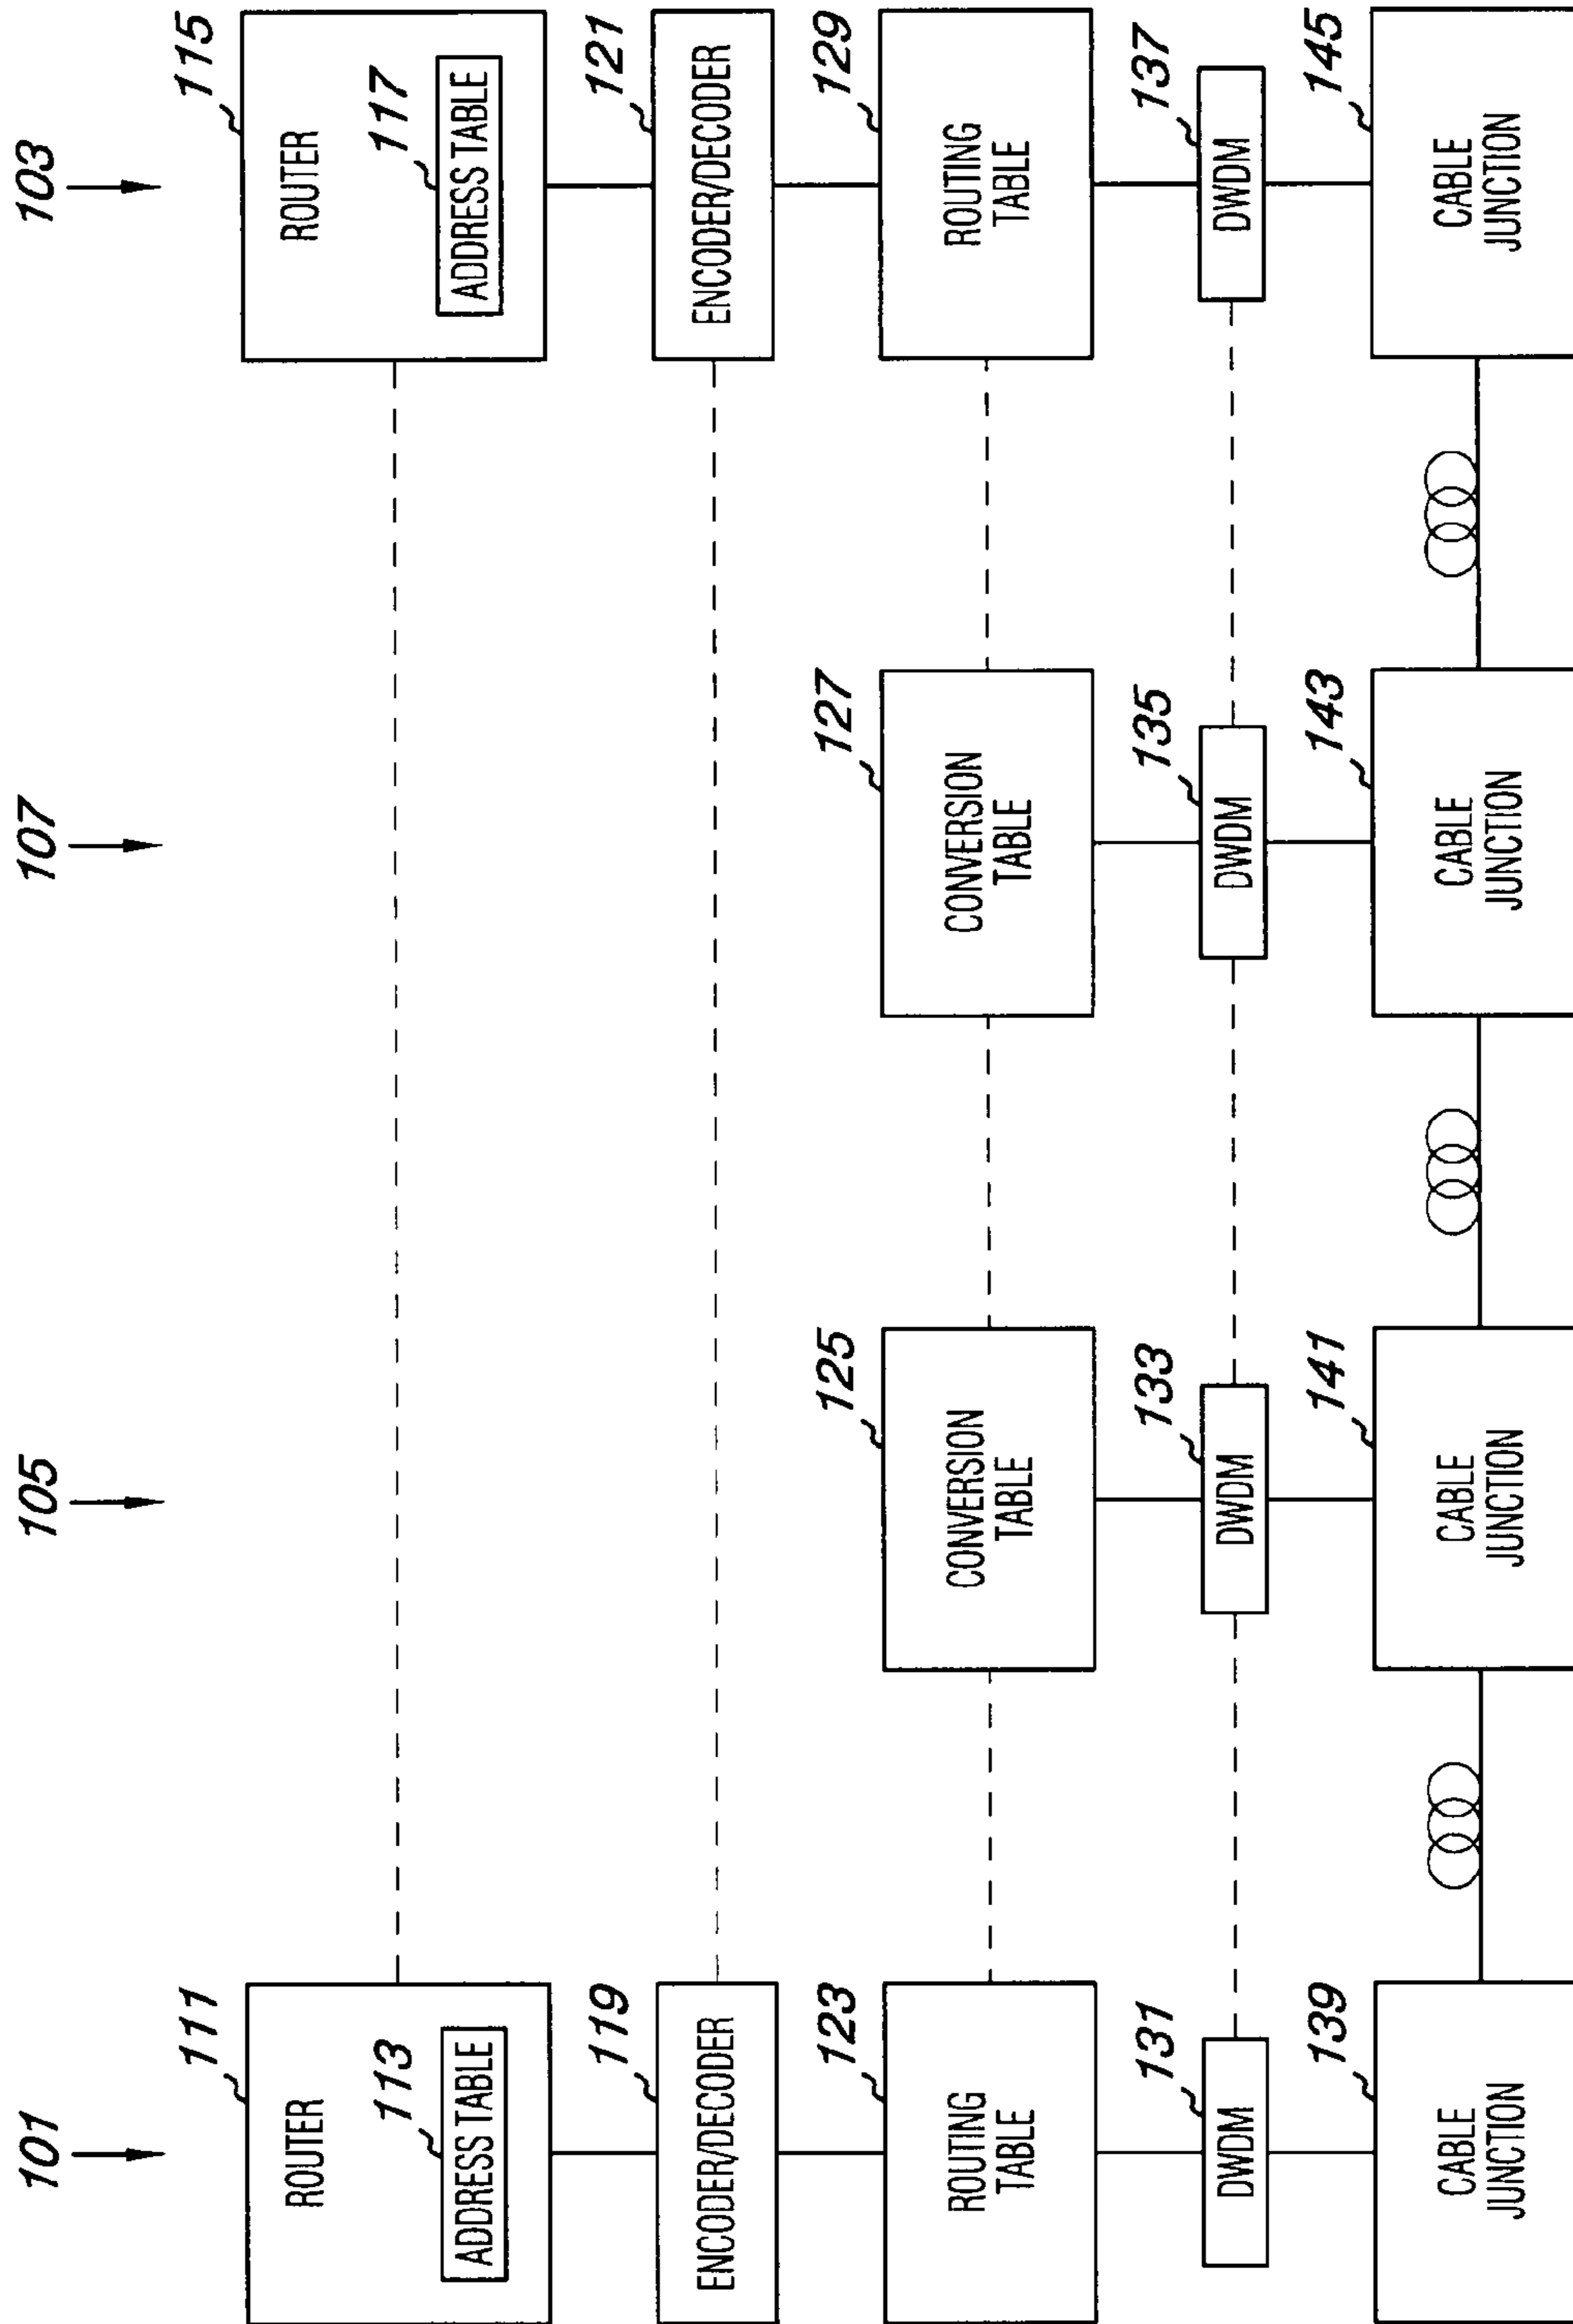 101
105
107
103
111
ROUTER
113
ADDRESS TABLE
115
ROUTER
117
ADDRESS TABLE
119
ENCODER/DECODER
121
ENCODER/DECODER
123
ROUTING
TABLE
125
CONVERSION
TABLE
127
CONVERSION
TABLE
129
ROUTING
TABLE
131
DWDM
133
DWDM
135
DWDM
137
DWDM
139
CABLE
JUNCTION
141
CABLE
JUNCTION
143
CABLE
JUNCTION
145
CABLE
JUNCTION